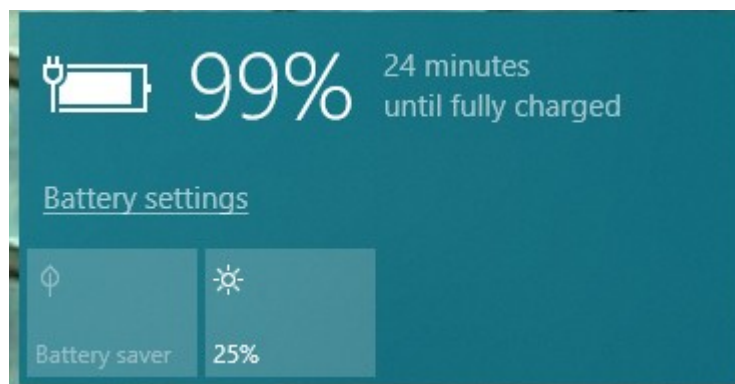 99%
24 minutes
until fully charged
Battery settings
Battery saver
25%